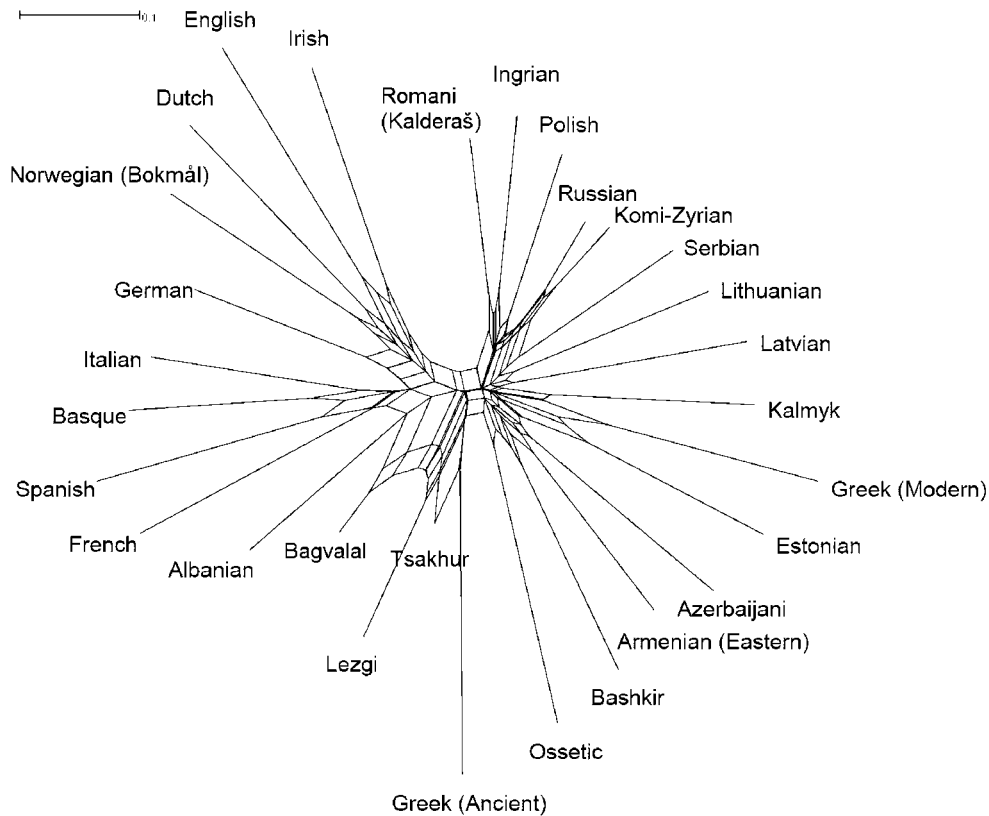 0.1
English
Irish
Ingrian
Dutch
Romani
(Kalderaš)
Polish
Norwegian (Bokmål)
Russian
Komi-Zyrian
Serbian
German
Lithuanian
Italian
Latvian
Basque
Kalmyk
Spanish
Greek (Modern)
French
Estonian
Albanian
Bagvalal
Tsakhur
Azerbaijani
Armenian (Eastern)
Lezgi
Bashkir
Ossetic
Greek (Ancient)